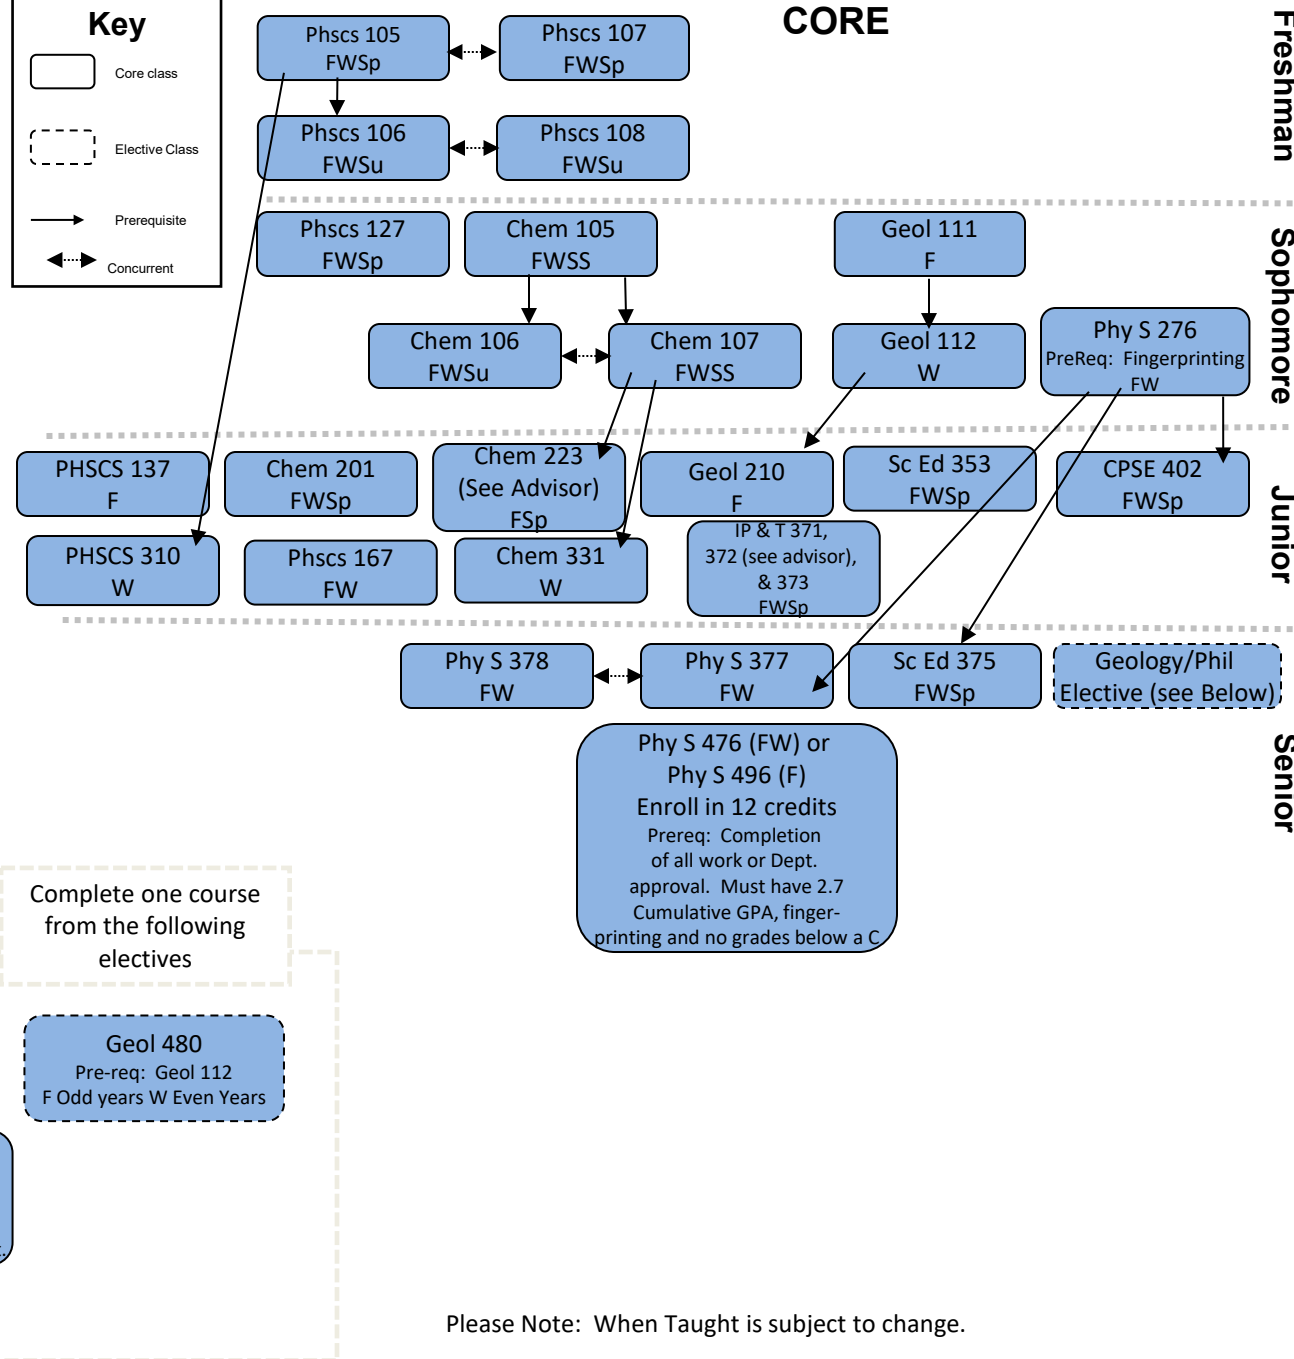 Key
Core class
Elective Class
Prerequisite
Concurrent
CORE
Freshman
Phscs 105
FWSp
Phscs 107
FWSp
Phscs 106
FWSu
Phscs 108
FWSu
Sophomore
Phscs 127
FWSp
Chem 105
FWSS
Geol 111
F
Chem 106
FWSu
Chem 107
FWSS
Geol 112
W
Phy S 276
PreReq:  Fingerprinting
FW
Junior
PHSCS 137
F
Chem 201
FWSp
Chem 223
(See Advisor)
FSp
Geol 210
F
Sc Ed 353
FWSp
CPSE 402
FWSp
PHSCS 310
W
Phscs 167
FW
Chem 331
W
IP & T 371,
372 (see advisor),
& 373
FWSp
Senior
Phy S 378
FW
Phy S 377
FW
Sc Ed 375
FWSp
Geology/Phil
Elective (see Below)
Phy S 476 (FW) or
Phy S 496 (F)
Enroll in 12 credits
Prereq:  Completion
of all work or Dept.
approval.  Must have 2.7
Cumulative GPA, finger-
printing and no grades below a C
Complete one course
from the following
electives
Geol 480
Pre-req:  Geol 112
F Odd years W Even Years
Please Note:  When Taught is subject to change.